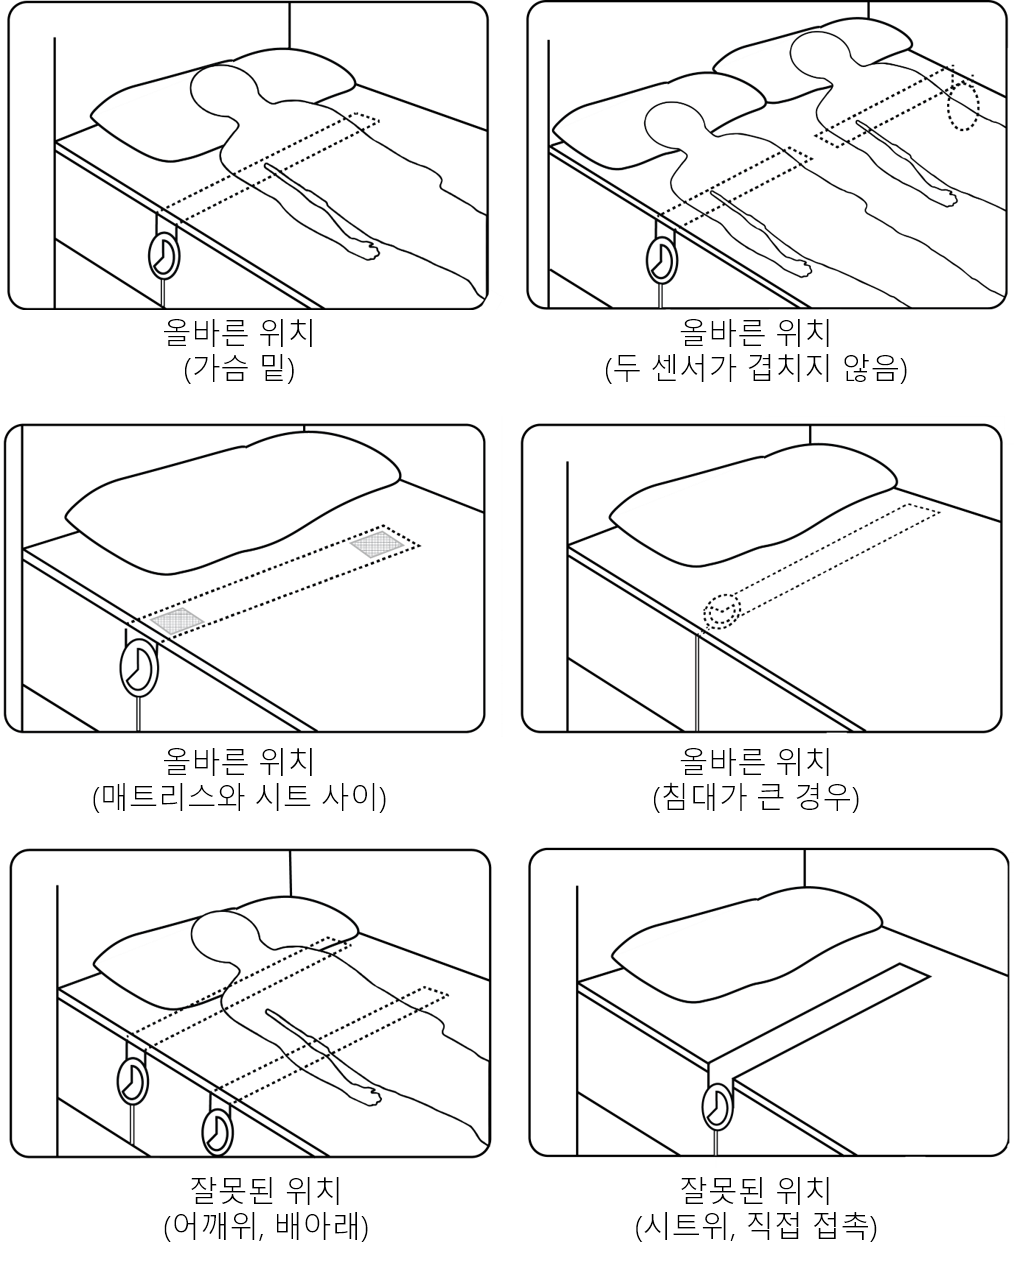 올바른 위치
(가슴 밑)
올바른 위치
(두 센서가 겹치지 않음)
올바른 위치
(매트리스와 시트 사이)
올바른 위치
(침대가 큰 경우)
잘못된 위치
(어깨위, 배아래)
잘못된 위치
(시트위, 직접 접촉)